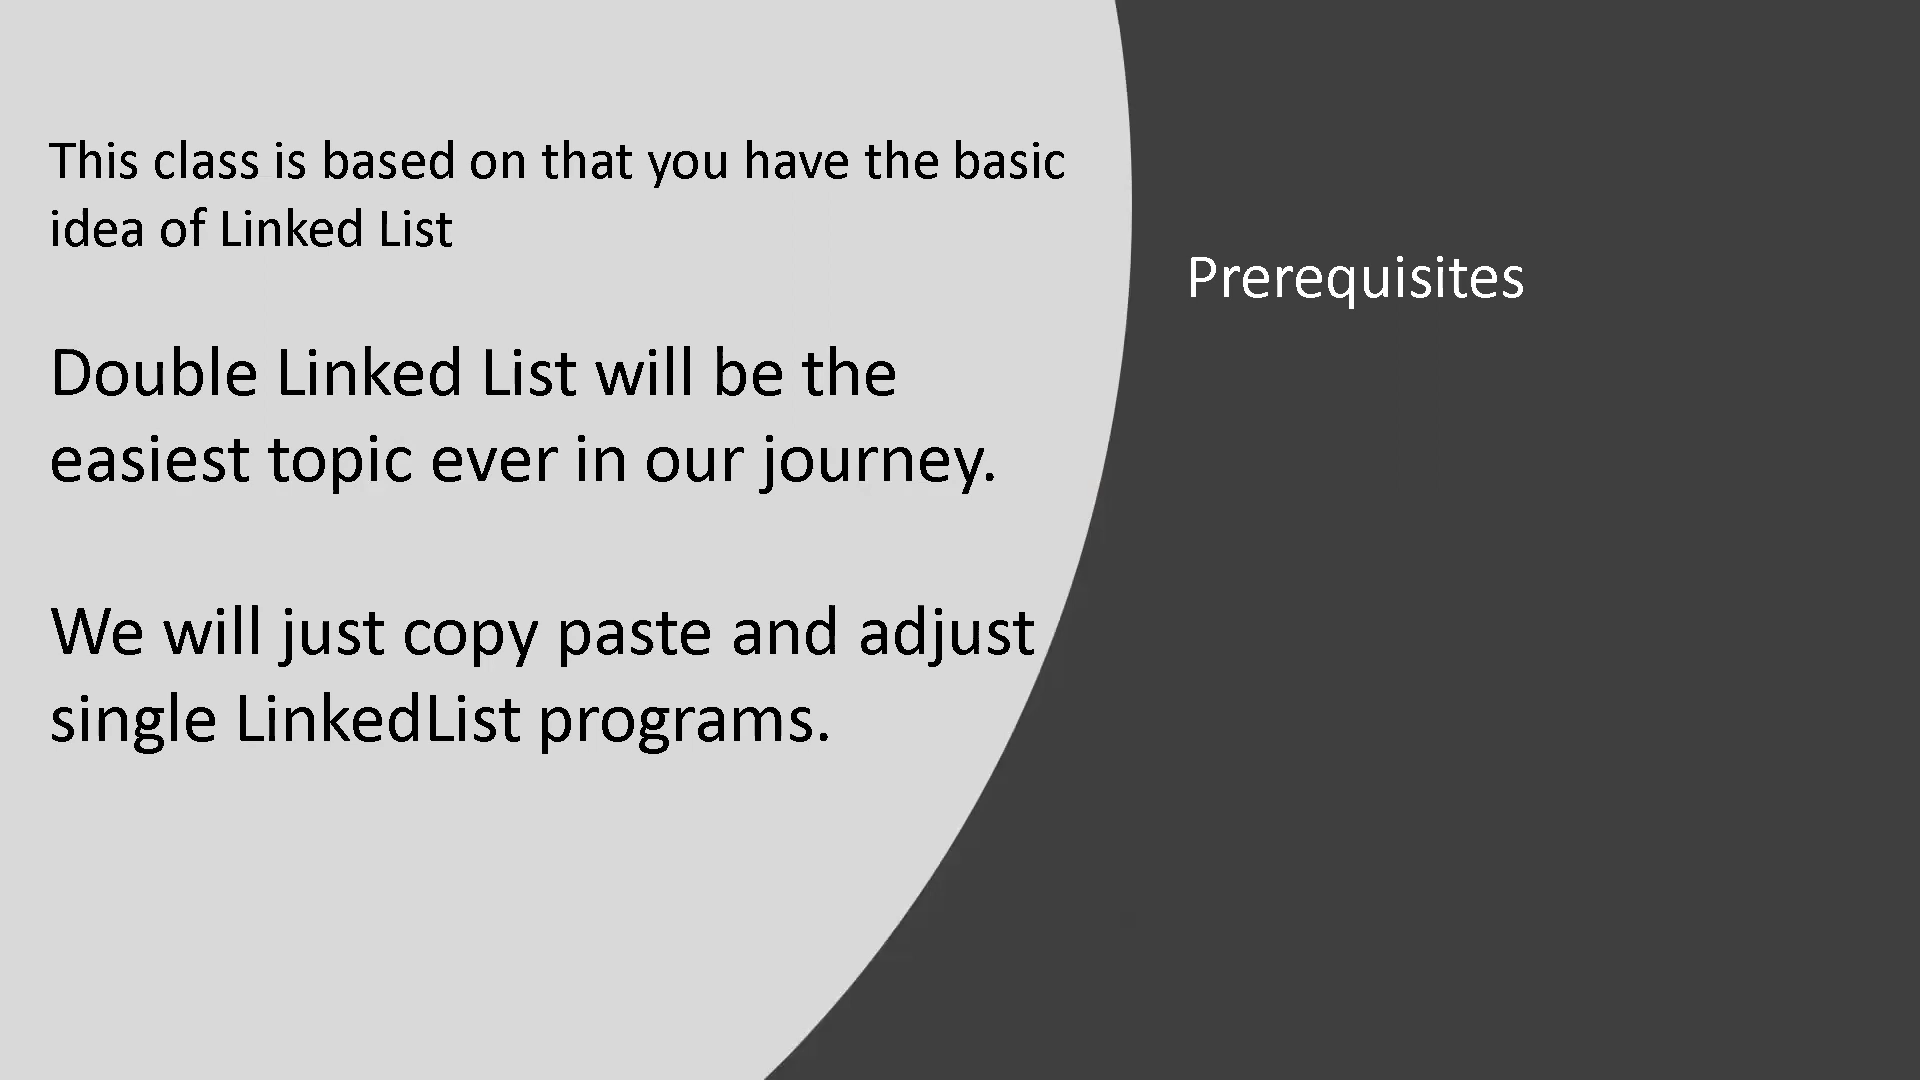 This class is based on that you have the basic
idea of Linked List
Double Linked List will be the
easiest topic ever in our journey.
We will just copy paste and adjust
single LinkedList programs.
Prerequisites